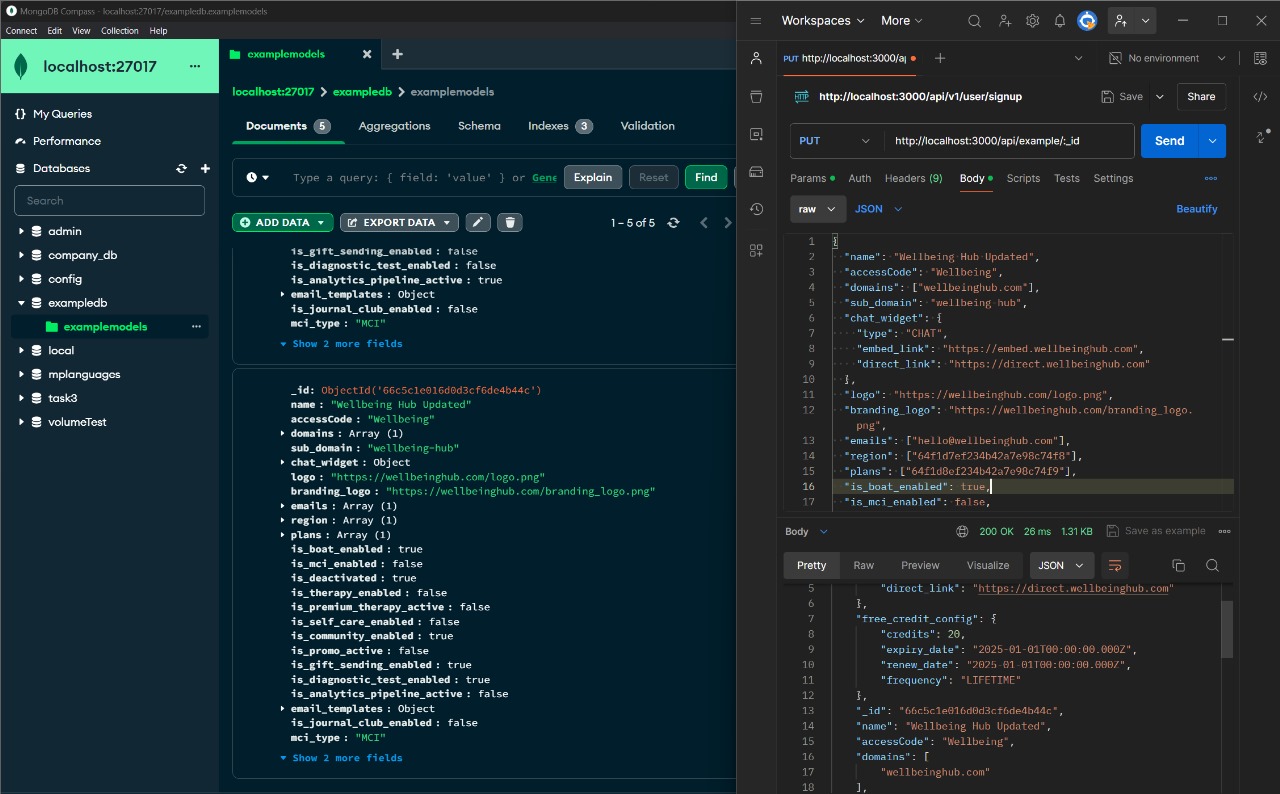 MongoDB Compass - localhost:27017/exampledb.examplemodels
Connect Edit View Collection Help
localhost:27017 ...
{} My Queries
Performance
Databases
Search
admin
company_db
config
exampledb
examplemodels ...
local
mplanguages
task3
volumeTest
examplemodels
localhost:27017 > exampledb > examplemodels
Documents 5 Aggregations Schema Indexes 3 Validation
Type a query: { field: 'value' } or Gene Explain Reset Find
ADD DATA EXPORT DATA 1 – 5 of 5
is_gift_sending_enabled : false
is_diagnostic_test_enabled : false
is_analytics_pipeline_active : true
email_templates : Object
is_journal_club_enabled : false
mci_type : "MCI"
Show 2 more fields
_id: ObjectId('66c5c1e016d0d3cf6de4b44c')
name : "Wellbeing Hub Updated"
accessCode : "Wellbeing"
domains : Array (1)
sub_domain : "wellbeing-hub"
chat_widget : Object
logo : "https://wellbeinghub.com/logo.png"
branding_logo : "https://wellbeinghub.com/branding_logo.png"
emails : Array (1)
region : Array (1)
plans : Array (1)
is_boat_enabled : true
is_mci_enabled : false
is_deactivated : true
is_therapy_enabled : false
is_premium_therapy_active : false
is_self_care_enabled : false
is_community_enabled : true
is_promo_active : false
is_gift_sending_enabled : true
is_diagnostic_test_enabled : true
is_analytics_pipeline_active : false
email_templates : Object
is_journal_club_enabled : false
mci_type : "MCI"
Show 2 more fields
Workspaces More
PUT http://localhost:3000/a No environment
HTTP http://localhost:3000/api/v1/user/signup Save Share
PUT http://localhost:3000/api/example/:_id Send
Params Auth Headers (9) Body Scripts Tests Settings
raw JSON Beautify
1 {
2 "name": "Wellbeing Hub Updated",
3 "accessCode": "Wellbeing",
4 "domains": ["wellbeinghub.com"],
5 "sub_domain": "wellbeing-hub",
6 "chat_widget": {
7 "type": "CHAT",
8 "embed_link": "https://embed.wellbeinghub.com",
9 "direct_link": "https://direct.wellbeinghub.com"
10 },
11 "logo": "https://wellbeinghub.com/logo.png",
12 "branding_logo": "https://wellbeinghub.com/branding_logo.
png",
13 "emails": ["hello@wellbeinghub.com"],
14 "region": ["64f1d7ef234b42a7e98c74f8"],
15 "plans": ["64f1d8ef234b42a7e98c74f9"],
16 "is_boat_enabled": true,
17 "is_mci_enabled": false,
Body 200 OK 26 ms 1.31 KB Save as example
Pretty Raw Preview Visualize JSON
5 "direct_link": "https://direct.wellbeinghub.com"
6 },
7 "free_credit_config": {
8 "credits": 20,
9 "expiry_date": "2025-01-01T00:00:00.000Z",
10 "renew_date": "2025-01-01T00:00:00.000Z",
11 "frequency": "LIFETIME"
12 },
13 "_id": "66c5c1e016d0d3cf6de4b44c",
14 "name": "Wellbeing Hub Updated",
15 "accessCode": "Wellbeing",
16 "domains": [
17 "wellbeinghub.com"
18 ],